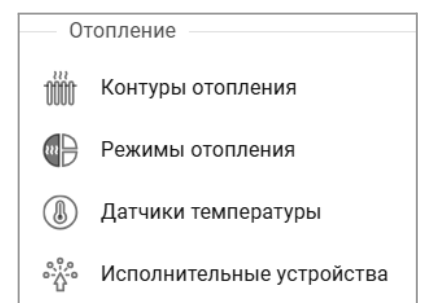 Отопление
Контуры отопления
Режимы отопления
Датчики температуры
Исполнительные устройства